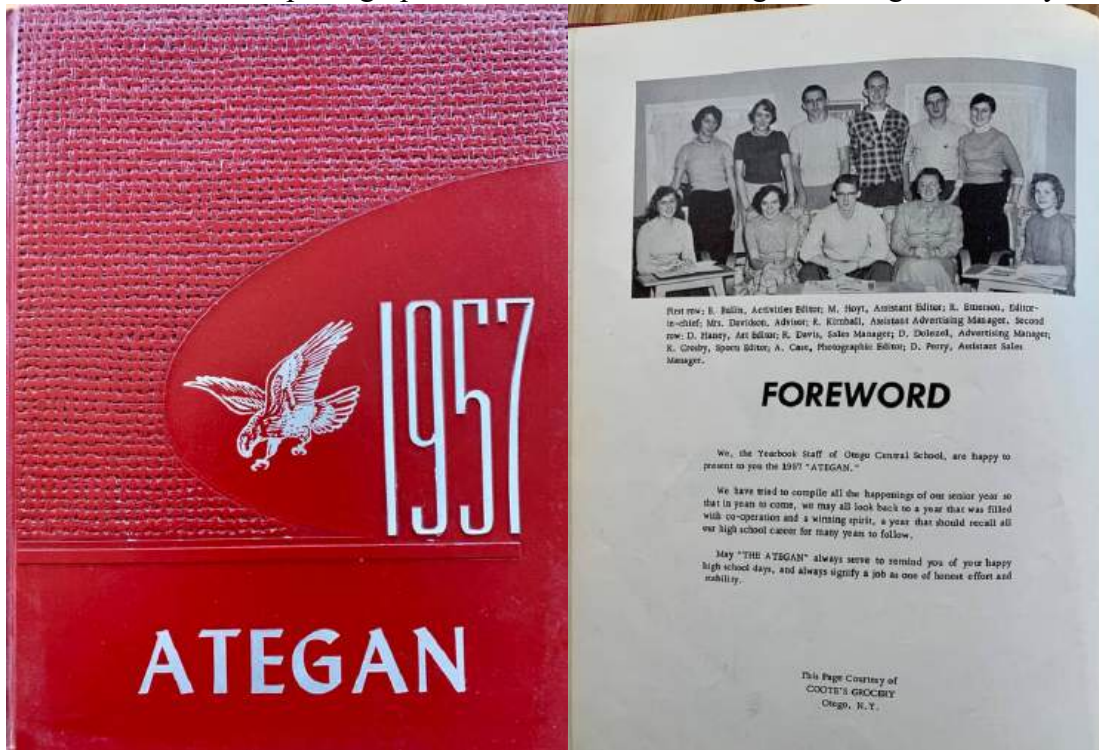 1957
ATEGAN
First row: B. Ballis, Activities Editor; M. Hoyt, Assistant Editor; R. Emerson, Editor-
in-chief; Mrs. Davidson, Advisor; R. Kimball, Assistant Advertising Manager. Second
row: D. Haney, Art Editor; R. Davis, Sales Manager; D. Dolezel, Advertising Manager;
K. Crosby, Sports Editor; A. Case, Photographic Editor; D. Perry, Assistant Sales
Manager.
FOREWORD
We, the Yearbook Staff of Otego Central School, are happy to
present to you the 1957 "ATEGAN."
We have tried to compile all the happenings of our senior year so
that in years to come, we may all look back to a year that was filled
with co-operation and a winning spirit, a year that should recall all
our high school career for many years to follow.
May "THE ATEGAN" always serve to remind you of your happy
high school days, and always signify a job as one of honest effort and
stability.
This Page Courtesy of
COOTE'S GROCERY
Otego, N.Y.